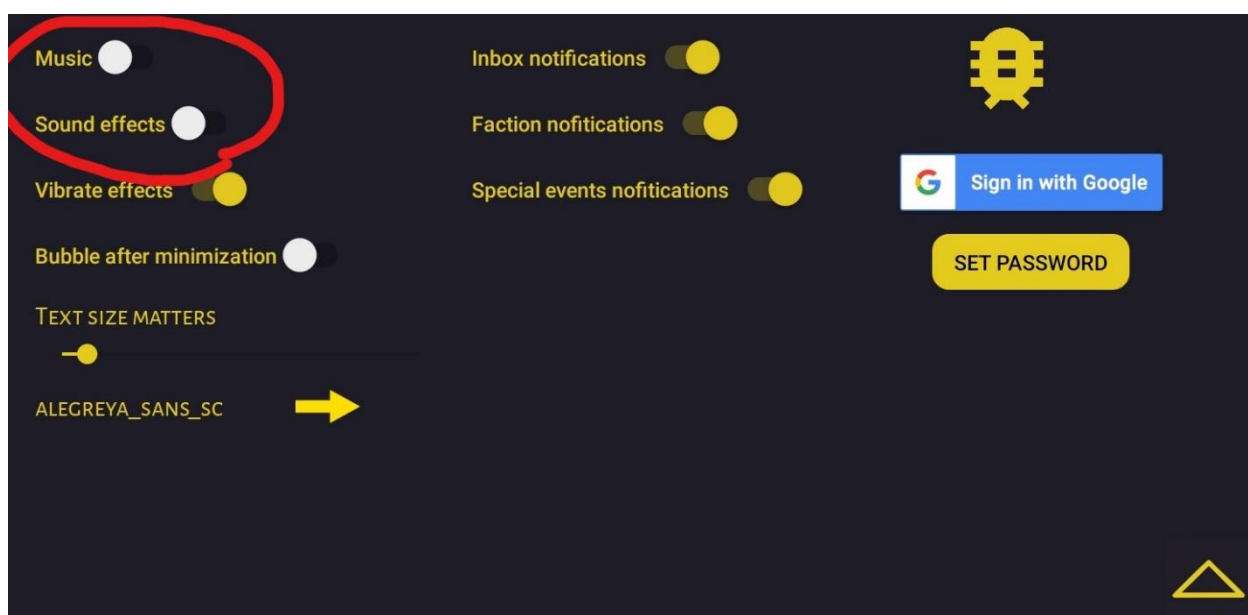 Music
Sound effects
Vibrate effects
Bubble after minimization
TEXT SIZE MATTERS
ALEGREYA_SANS_SC
Inbox notifications
Faction nofitications
Special events nofitications
G Sign in with Google
SET PASSWORD